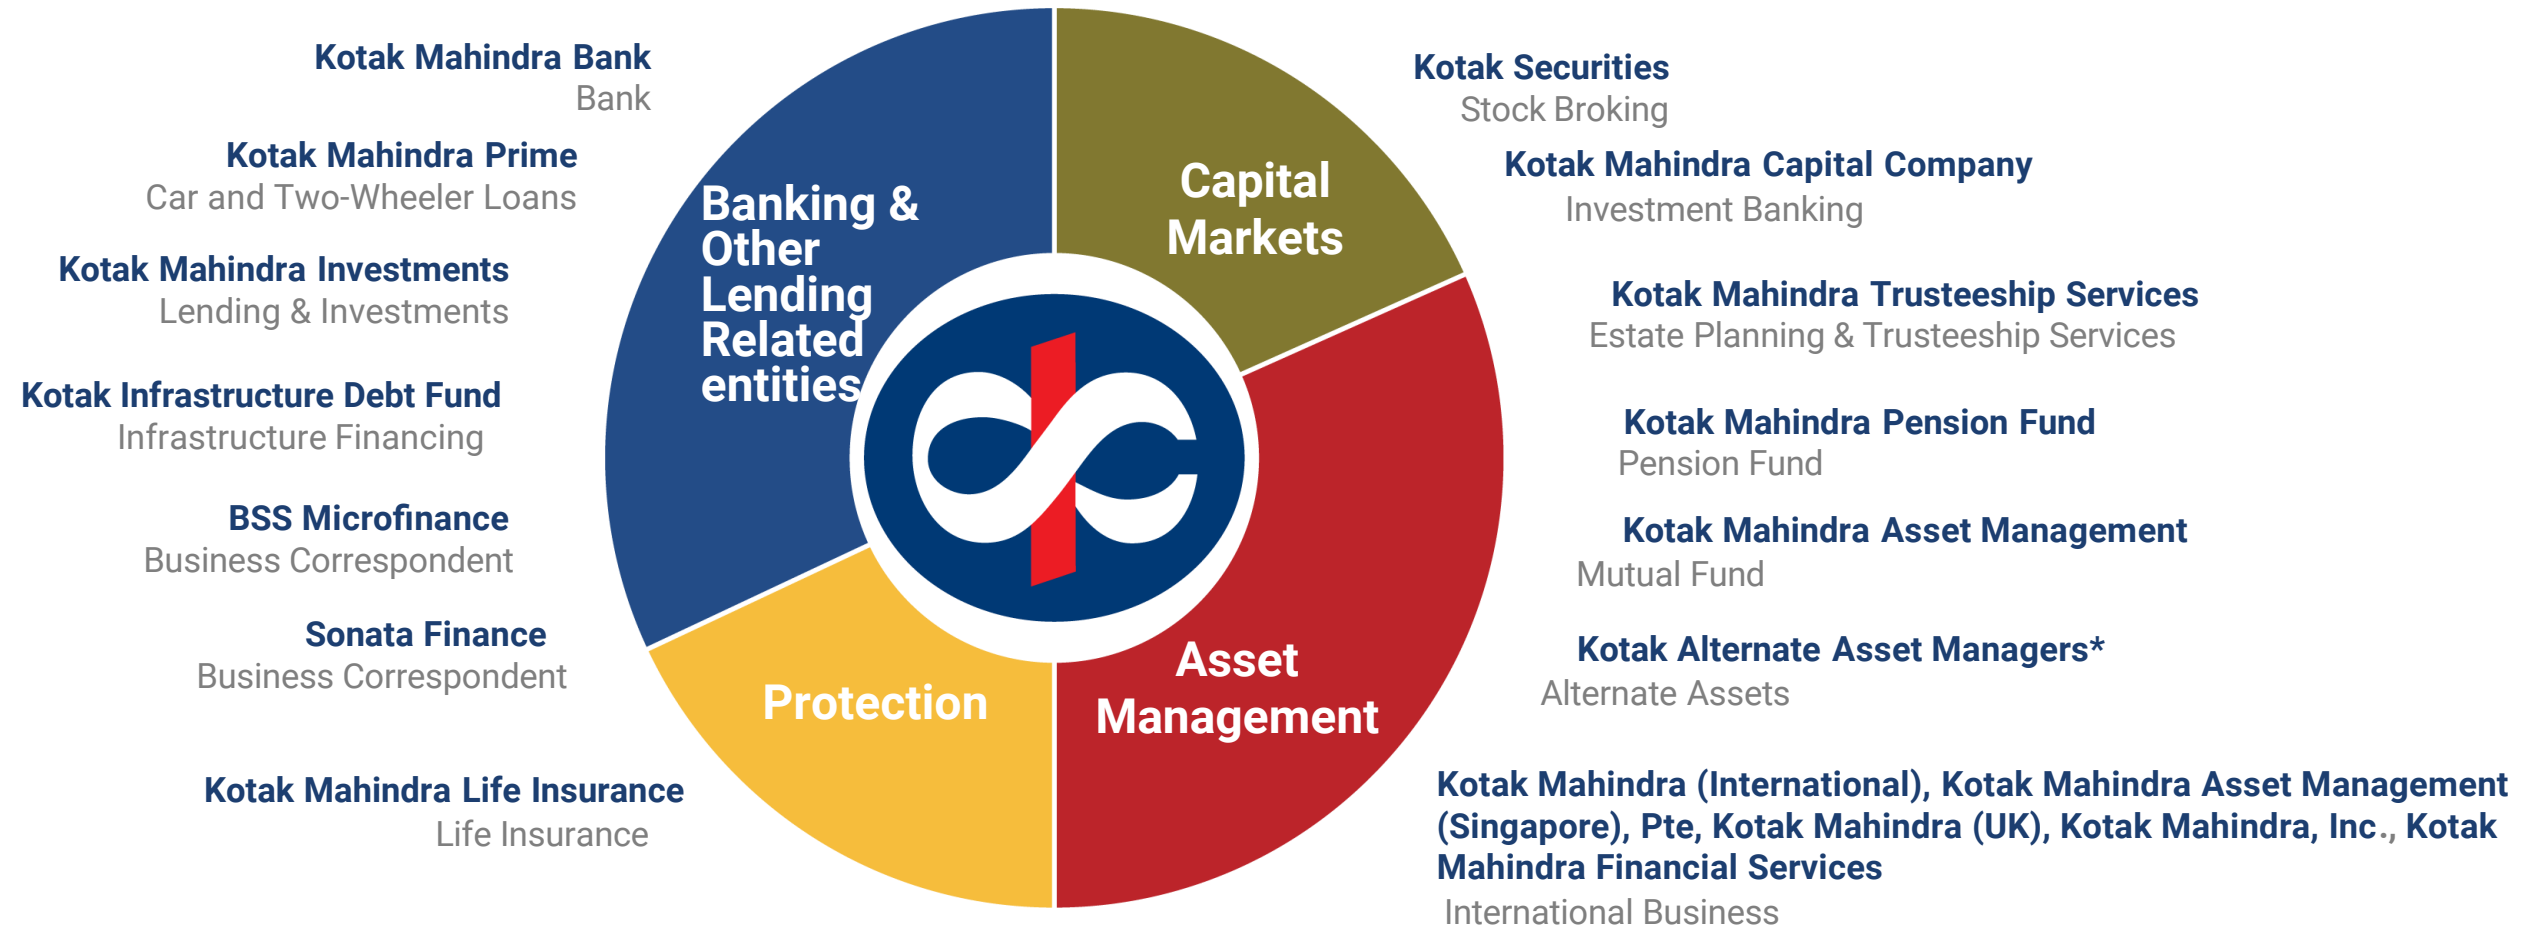 Kotak Mahindra Bank
Bank
Kotak Mahindra Prime
Car and Two-Wheeler Loans
Kotak Mahindra Investments
Lending & Investments
Kotak Infrastructure Debt Fund
Infrastructure Financing
BSS Microfinance
Business Correspondent
Sonata Finance
Business Correspondent
Kotak Mahindra Life Insurance
Life Insurance
Banking &
Other
Lending
Related
entities
Protection
Capital
Markets
Asset
Management
Kotak Securities
Stock Broking
Kotak Mahindra Capital Company
Investment Banking
Kotak Mahindra Trusteeship Services
Estate Planning & Trusteeship Services
Kotak Mahindra Pension Fund
Pension Fund
Kotak Mahindra Asset Management
Mutual Fund
Kotak Alternate Asset Managers*
Alternate Assets
Kotak Mahindra (International), Kotak Mahindra Asset Management
(Singapore), Pte, Kotak Mahindra (UK), Kotak Mahindra, Inc., Kotak
Mahindra Financial Services
International Business